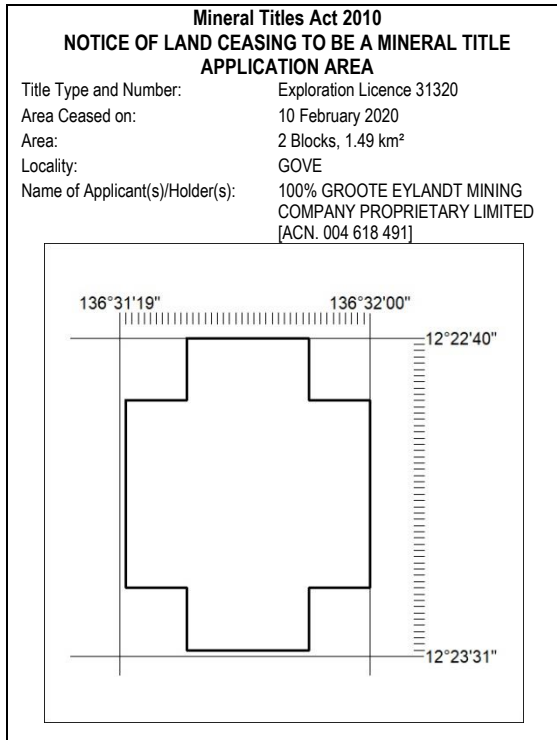 Mineral Titles Act 2010
NOTICE OF LAND CEASING TO BE A MINERAL TITLE
APPLICATION AREA
Title Type and Number: Exploration Licence 31320
Area Ceased on: 10 February 2020
Area: 2 Blocks, 1.49 km²
Locality: GOVE
Name of Applicant(s)/Holder(s): 100% GROOTE EYLANDT MINING
COMPANY PROPRIETARY LIMITED
[ACN. 004 618 491]
136°31'19" 136°32'00"
12°22'40"
12°23'31"